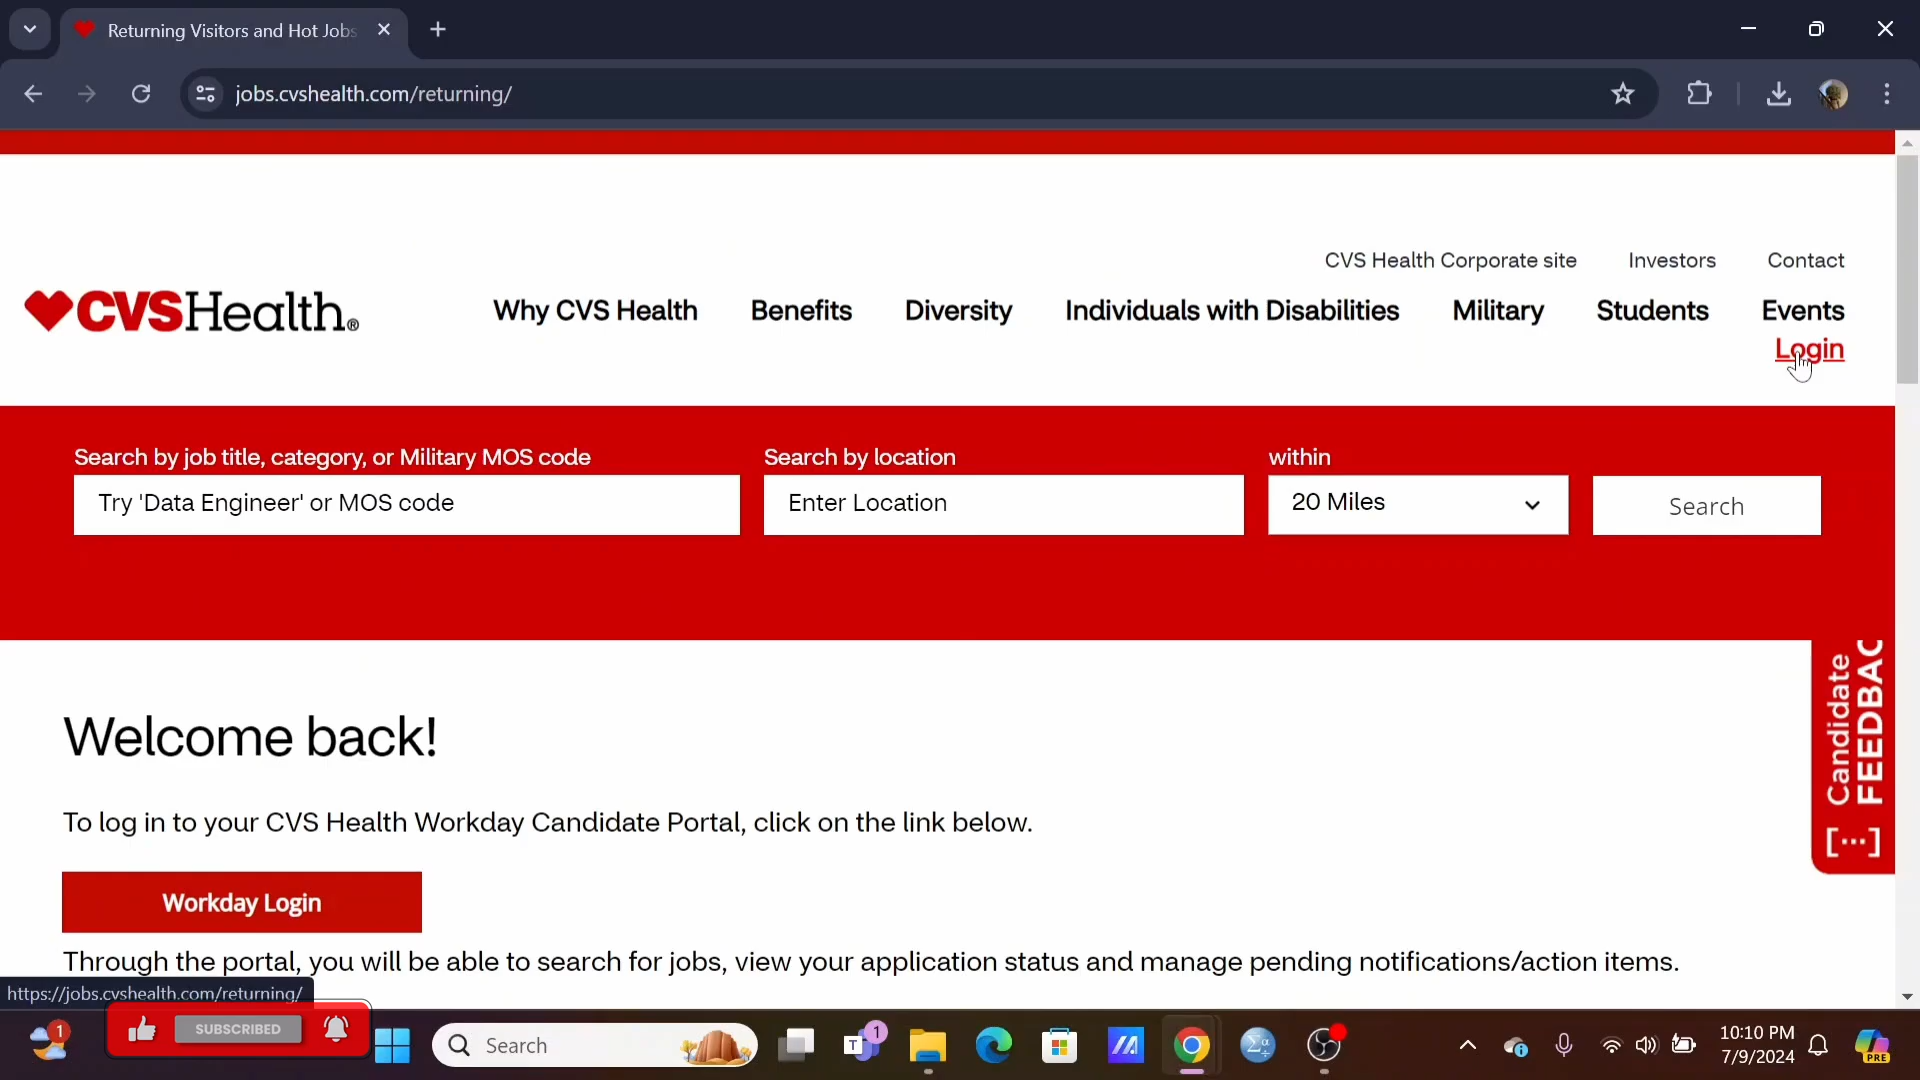 Returning Visitors and Hot Jobs
jobs.cvshealth.com/returning/
CVS Health Corporate site Investors Contact
CVSHealth®
Why CVS Health Benefits Diversity Individuals with Disabilities Military Students Events
Login
Search by job title, category, or Military MOS code Search by location within
Try 'Data Engineer' or MOS code Enter Location 20 Miles Search
Candidate
FEEDBAC
[...]
Welcome back!
To log in to your CVS Health Workday Candidate Portal, click on the link below.
Workday Login
Through the portal, you will be able to search for jobs, view your application status and manage pending notifications/action items.
https://jobs.cvshealth.com/returning/
1 SUBSCRIBED Search T 1 Σα 10:10 PM
7/9/2024 PRE